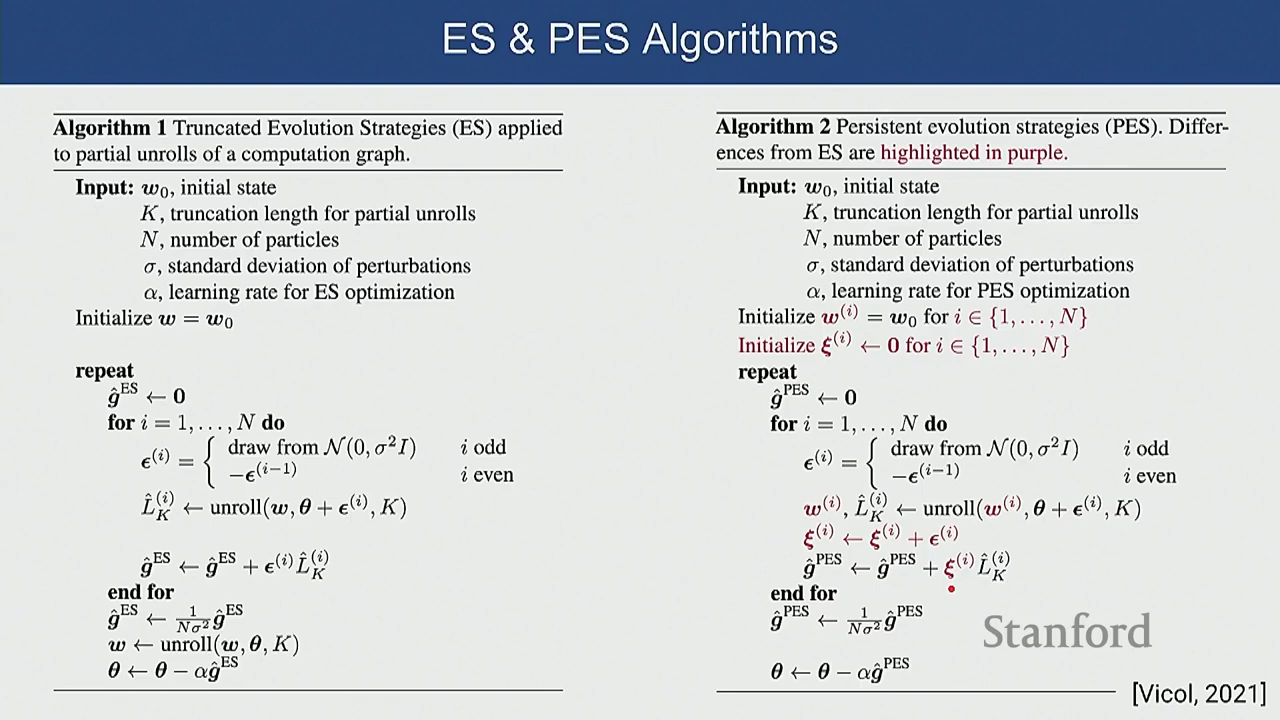 ES & PES Algorithms
Algorithm 1 Truncated Evolution Strategies (ES) applied
to partial unrolls of a computation graph.
Input: w₀, initial state
K, truncation length for partial unrolls
N, number of particles
σ, standard deviation of perturbations
α, learning rate for ES optimization
Initialize w = w₀
repeat
ĝ^ES ← 0
for i = 1, . . . , N do
ϵ^(i) = { draw from 𝒩(0, σ²I) i odd
−ϵ^(i−1) i even
L̂_K^(i) ← unroll(w, θ + ϵ^(i), K)
ĝ^ES ← ĝ^ES + ϵ^(i) L̂_K^(i)
end for
ĝ^ES ← 1/(Nσ²) ĝ^ES
w ← unroll(w, θ, K)
θ ← θ − αĝ^ES
Algorithm 2 Persistent evolution strategies (PES). Differ-
ences from ES are highlighted in purple.
Input: w₀, initial state
K, truncation length for partial unrolls
N, number of particles
σ, standard deviation of perturbations
α, learning rate for PES optimization
Initialize w^(i) = w₀ for i ∈ {1, . . . , N}
Initialize ξ^(i) ← 0 for i ∈ {1, . . . , N}
repeat
ĝ^PES ← 0
for i = 1, . . . , N do
ϵ^(i) = { draw from 𝒩(0, σ²I) i odd
−ϵ^(i−1) i even
w^(i), L̂_K^(i) ← unroll(w^(i), θ + ϵ^(i), K)
ξ^(i) ← ξ^(i) + ϵ^(i)
ĝ^PES ← ĝ^PES + ξ^(i) L̂_K^(i)
end for
ĝ^PES ← 1/(Nσ²) ĝ^PES
θ ← θ − αĝ^PES
Stanford
[Vicol, 2021]